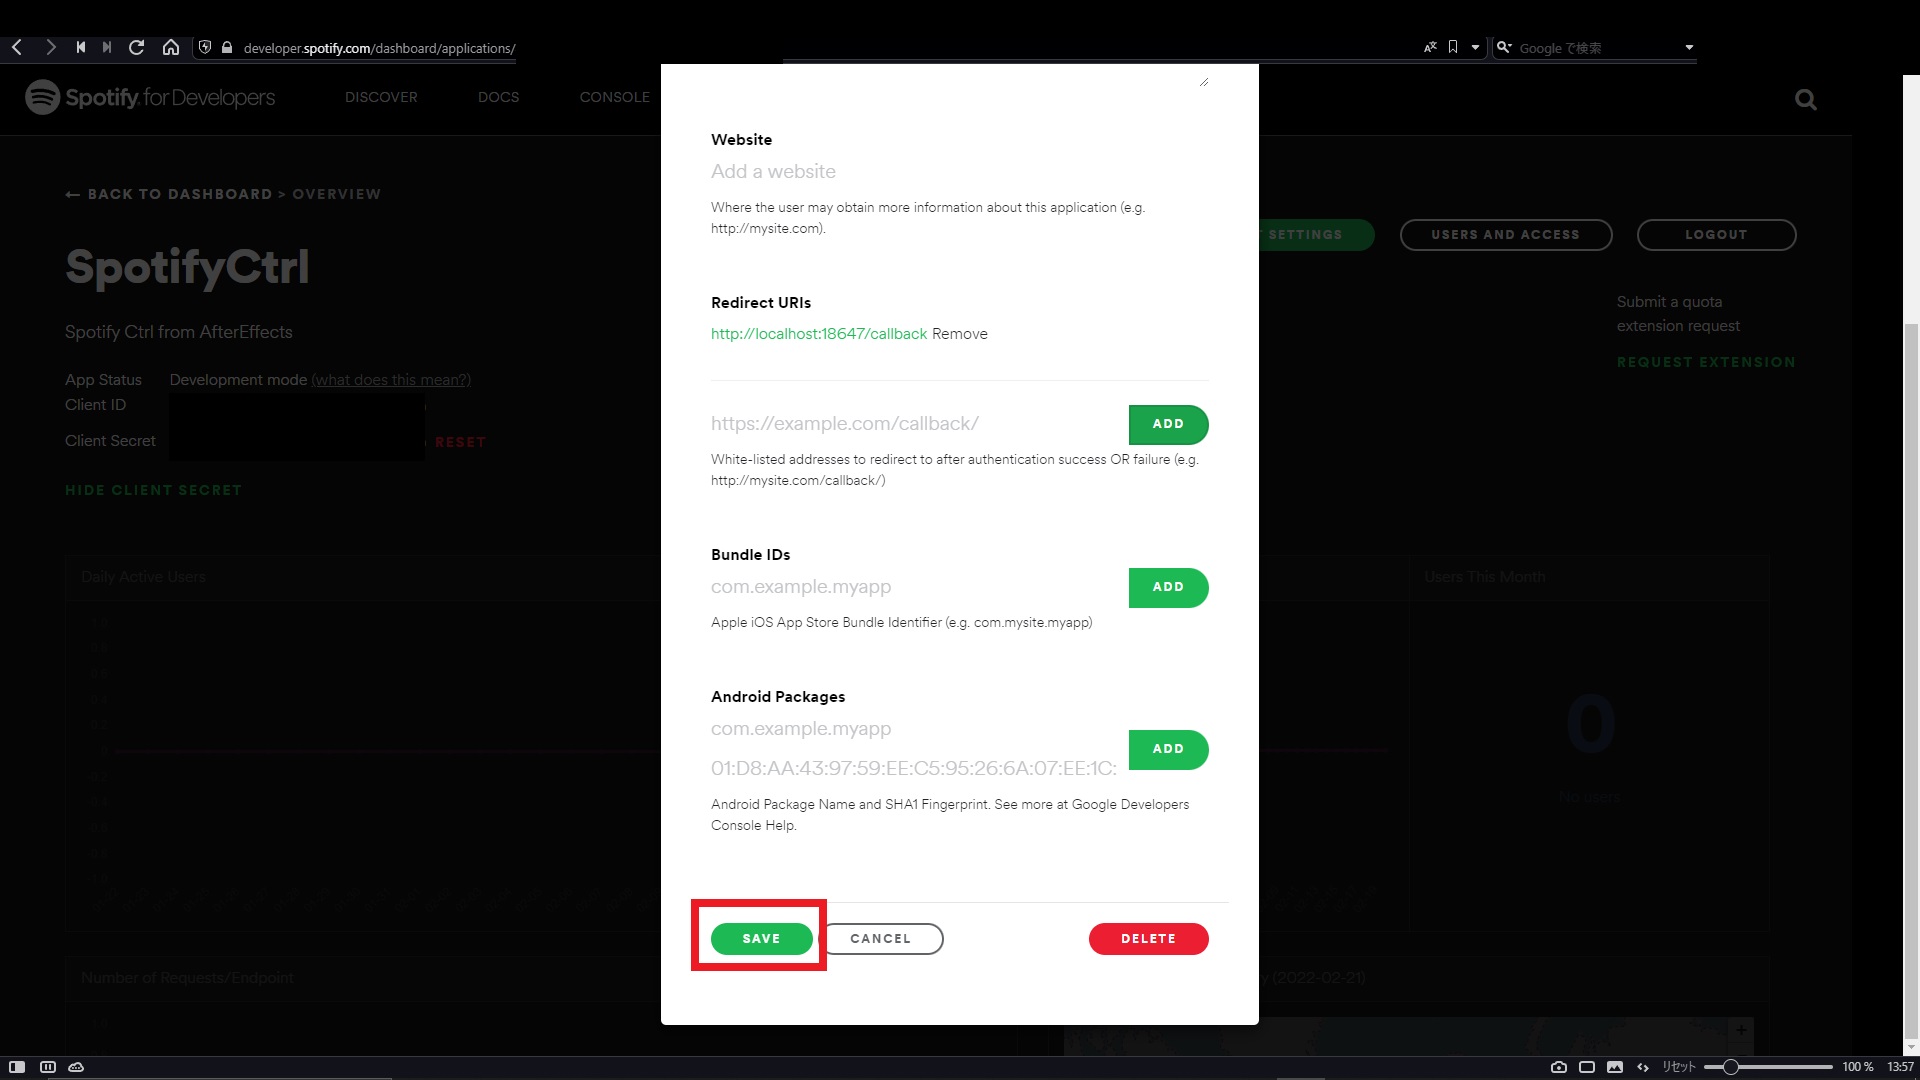 developer.spotify.com/dashboard/applications/
Google で検索
Spotify for Developers
DISCOVER
DOCS
CONSOLE
← BACK TO DASHBOARD > OVERVIEW
SETTINGS
USERS AND ACCESS
LOGOUT
SpotifyCtrl
Spotify Ctrl from AfterEffects
App Status Development mode (what does this mean?)
Client ID
Client Secret
RESET
HIDE CLIENT SECRET
Submit a quota
extension request
REQUEST EXTENSION
Website
Add a website
Where the user may obtain more information about this application (e.g.
http://mysite.com).
Redirect URIs
http://localhost:18647/callback Remove
https://example.com/callback/
ADD
White-listed addresses to redirect to after authentication success OR failure (e.g.
http://mysite.com/callback/)
Bundle IDs
com.example.myapp
ADD
Apple iOS App Store Bundle Identifier (e.g. com.mysite.myapp)
Android Packages
com.example.myapp
ADD
01:D8:AA:43:97:59:EE:C5:95:26:6A:07:EE:1C:
Android Package Name and SHA1 Fingerprint. See more at Google Developers
Console Help.
SAVE
CANCEL
DELETE
Daily Active Users
Users This Month
0
No users
Number of Requests/Endpoint
(2022-02-21)
リセット
100 %
13:57